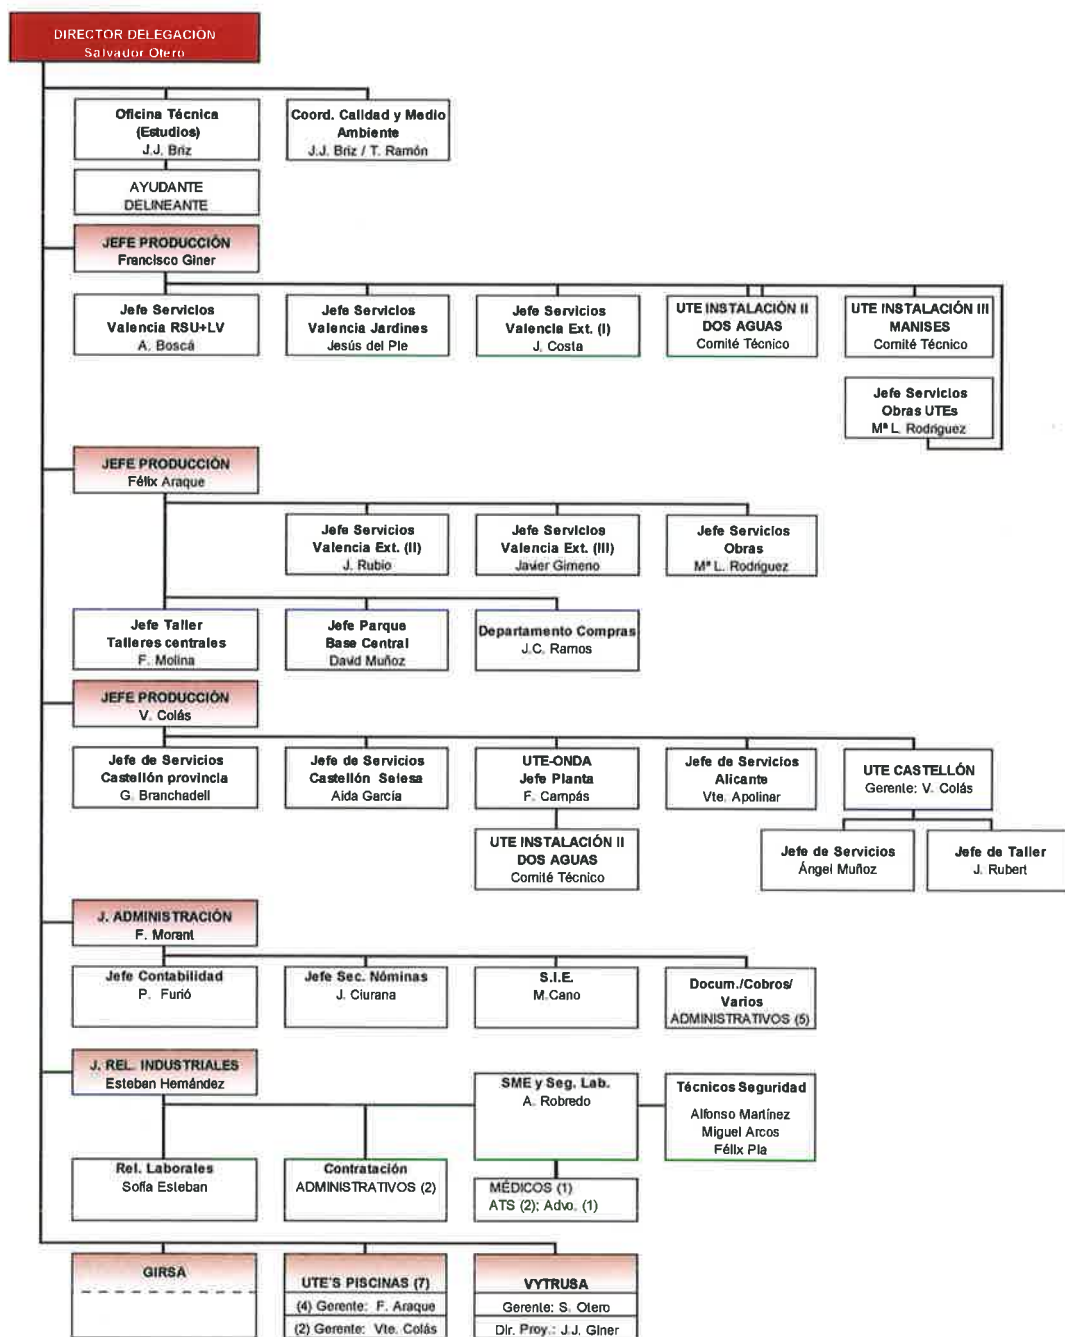 DIRECTOR DELEGACIÓN
Salvador Otero
Oficina Técnica
(Estudios)
J.J. Briz
Coord. Calidad y Medio
Ambiente
J.J. Briz / T. Ramón
AYUDANTE
DELINEANTE
JEFE PRODUCCIÓN
Francisco Giner
Jefe Servicios
Valencia RSU+LV
A. Boscá
Jefe Servicios
Valencia Jardines
Jesús del Pie
Jefe Servicios
Valencia Ext. (I)
J. Costa
UTE INSTALACIÓN II
DOS AGUAS
Comité Técnico
UTE INSTALACIÓN III
MANISES
Comité Técnico
Jefe Servicios
Obras UTEs
Mª L. Rodriguez
JEFE PRODUCCIÓN
Félix Araque
Jefe Servicios
Valencia Ext. (II)
J. Rubio
Jefe Servicios
Valencia Ext. (III)
Javier Gimeno
Jefe Servicios
Obras
Mª L. Rodriguez
Jefe Taller
Talleres centrales
F. Molina
Jefe Parque
Base Central
David Muñoz
Departamento Compras
J.C. Ramos
JEFE PRODUCCIÓN
V. Colás
Jefe de Servicios
Castellón provincia
G. Branchadell
Jefe de Servicios
Castellón Selesa
Aida García
UTE-ONDA
Jefe Planta
F. Campás
Jefe de Servicios
Alicante
Vte. Apolinar
UTE CASTELLÓN
Gerente: V. Colás
UTE INSTALACIÓN II
DOS AGUAS
Comité Técnico
Jefe de Servicios
Ángel Muñoz
Jefe de Taller
J. Rubert
J. ADMINISTRACIÓN
F. Morant
Jefe Contabilidad
P. Furió
Jefe Sec. Nóminas
J. Ciurana
S.I.E.
M.Cano
Docum./Cobros/
Varios
ADMINISTRATIVOS (5)
J. REL. INDUSTRIALES
Esteban Hernández
SME y Seg. Lab.
A. Robredo
Técnicos Seguridad
Alfonso Martínez
Miguel Arcos
Félix Pla
Rel. Laborales
Sofía Esteban
Contratación
ADMINISTRATIVOS (2)
MÉDICOS (1)
ATS (2); Advo. (1)
GIRSA
UTE'S PISCINAS (7)
(4) Gerente: F. Araque
(2) Gerente: Vte. Colás
VYTRUSA
Gerente: S. Otero
Dir. Proy.: J.J. Giner